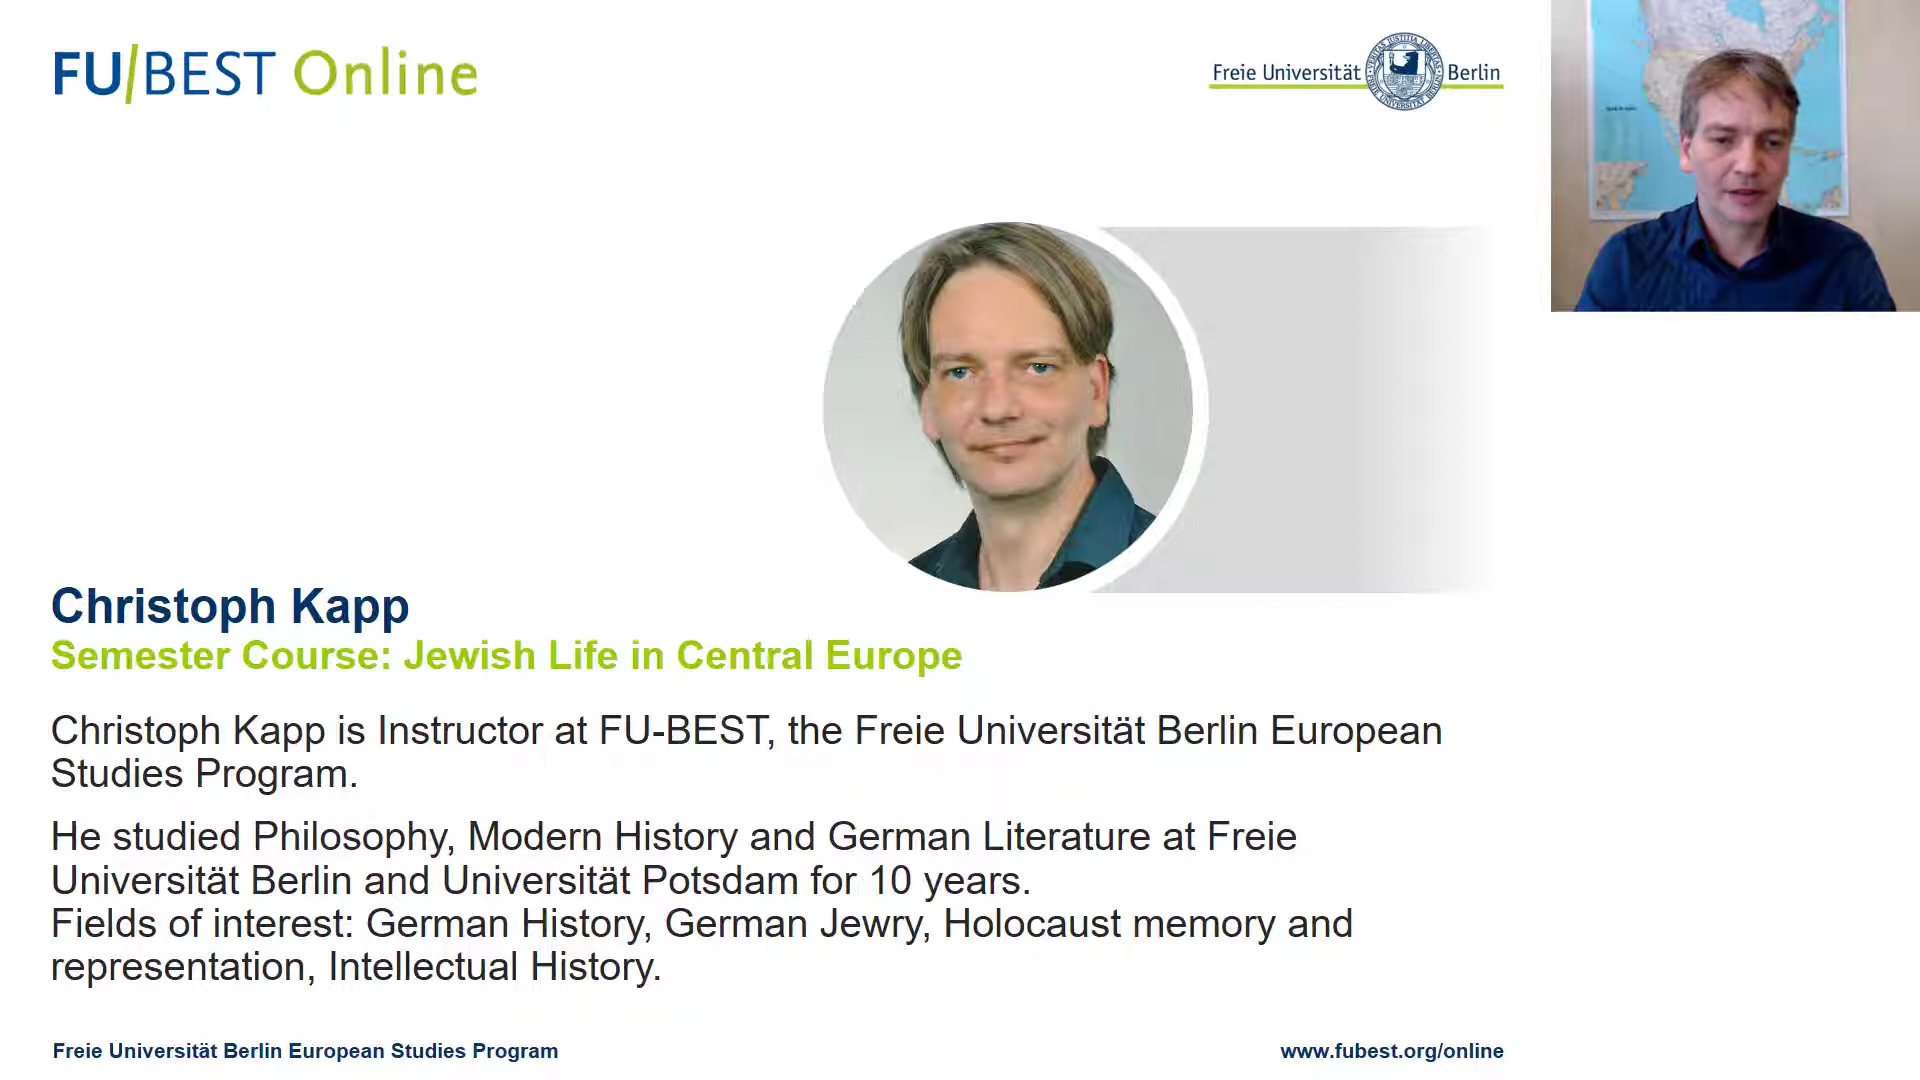 FU/BEST Online
Freie Universität Berlin
Christoph Kapp
Semester Course: Jewish Life in Central Europe
Christoph Kapp is Instructor at FU-BEST, the Freie Universität Berlin European
Studies Program.
He studied Philosophy, Modern History and German Literature at Freie
Universität Berlin and Universität Potsdam for 10 years.
Fields of interest: German History, German Jewry, Holocaust memory and
representation, Intellectual History.
Freie Universität Berlin European Studies Program
www.fubest.org/online